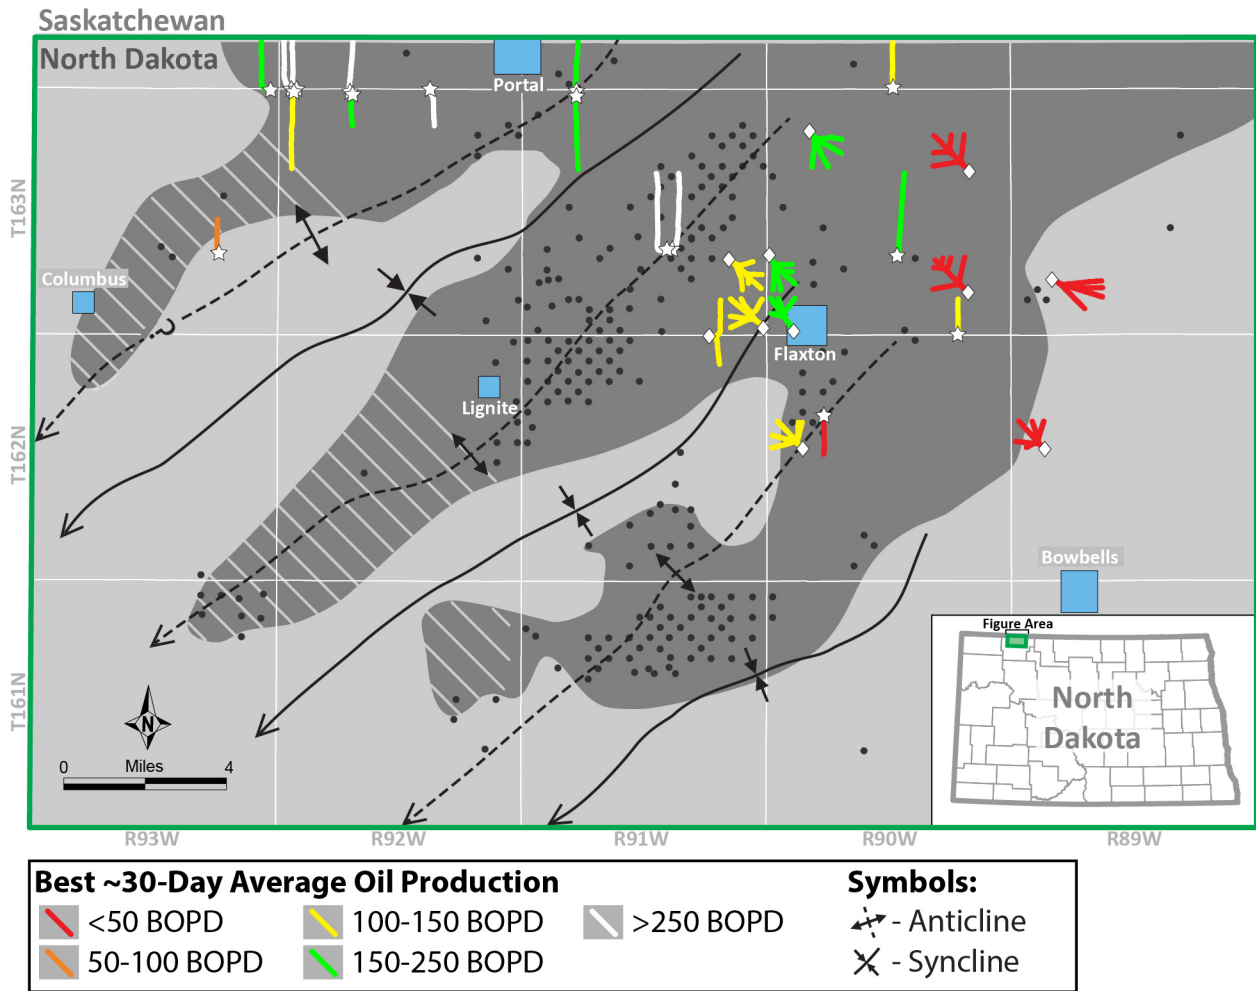 Saskatchewan
North Dakota
Portal
T163N
Columbus
Flaxton
Lignite
T162N
Bowbells
Figure Area
North
Dakota
T161N
N
0 Miles 4
R93W R92W R91W R90W R89W
Best ~30-Day Average Oil Production
<50 BOPD
100-150 BOPD
>250 BOPD
50-100 BOPD
150-250 BOPD
Symbols:
- Anticline
- Syncline